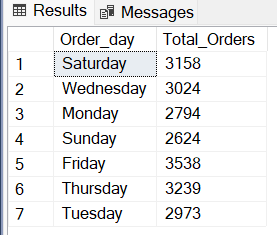 Results Messages
Order_day Total_Orders
1 Saturday 3158
2 Wednesday 3024
3 Monday 2794
4 Sunday 2624
5 Friday 3538
6 Thursday 3239
7 Tuesday 2973